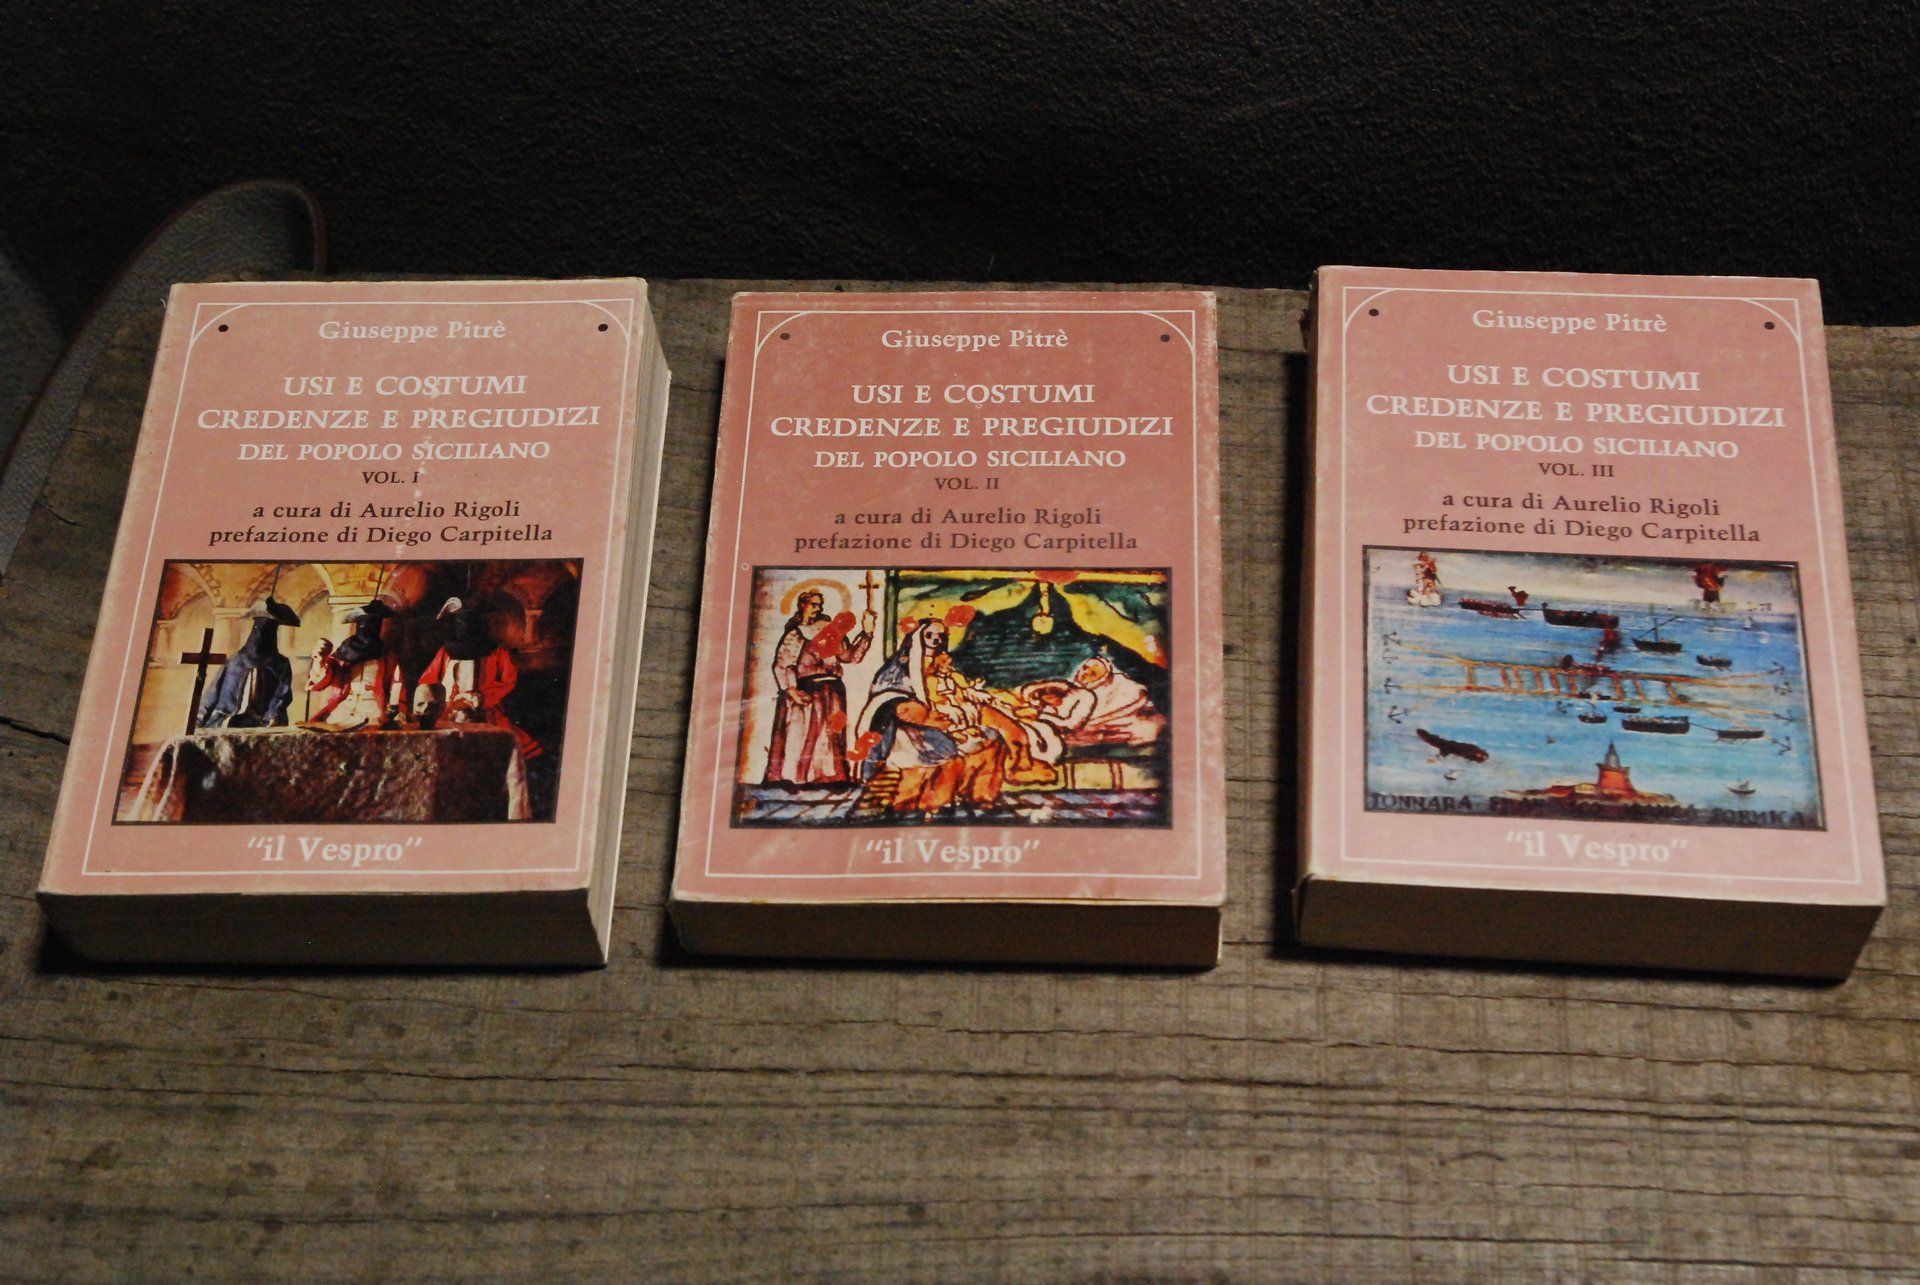 Giuseppe Pitrè
USI E COSTUMI
CREDENZE E PREGIUDIZI
DEL POPOLO SICILIANO
VOL. I
a cura di Aurelio Rigoli
prefazione di Diego Carpitella
"il Vespro"
Giuseppe Pitrè
USI E COSTUMI
CREDENZE E PREGIUDIZI
DEL POPOLO SICILIANO
VOL. II
a cura di Aurelio Rigoli
prefazione di Diego Carpitella
"il Vespro"
Giuseppe Pitrè
USI E COSTUMI
CREDENZE E PREGIUDIZI
DEL POPOLO SICILIANO
VOL. III
a cura di Aurelio Rigoli
prefazione di Diego Carpitella
TONNARA
"il Vespro"